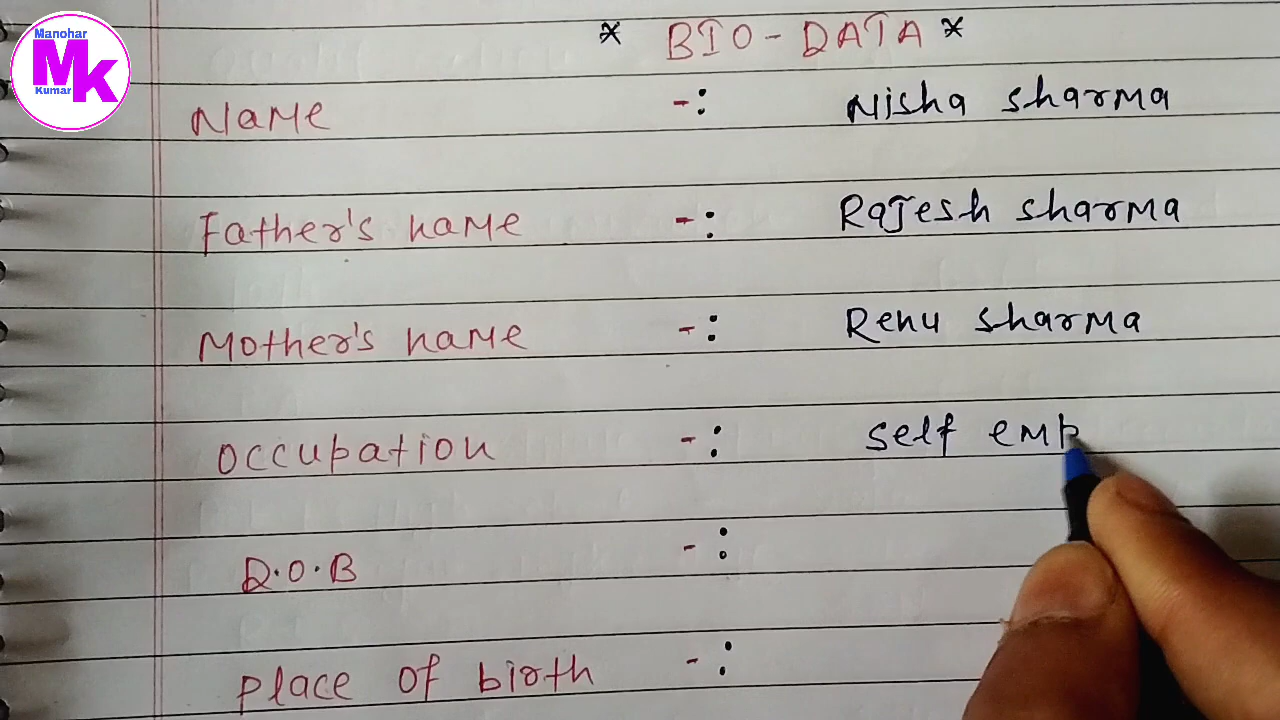 Manohar
MK
Kumar
* BIO - DATA *
Name -: Nisha sharma
Father's name -: Rajesh sharma
Mother's name -: Renu sharma
occupation -: self emp
D.O.B -:
place of birth -: